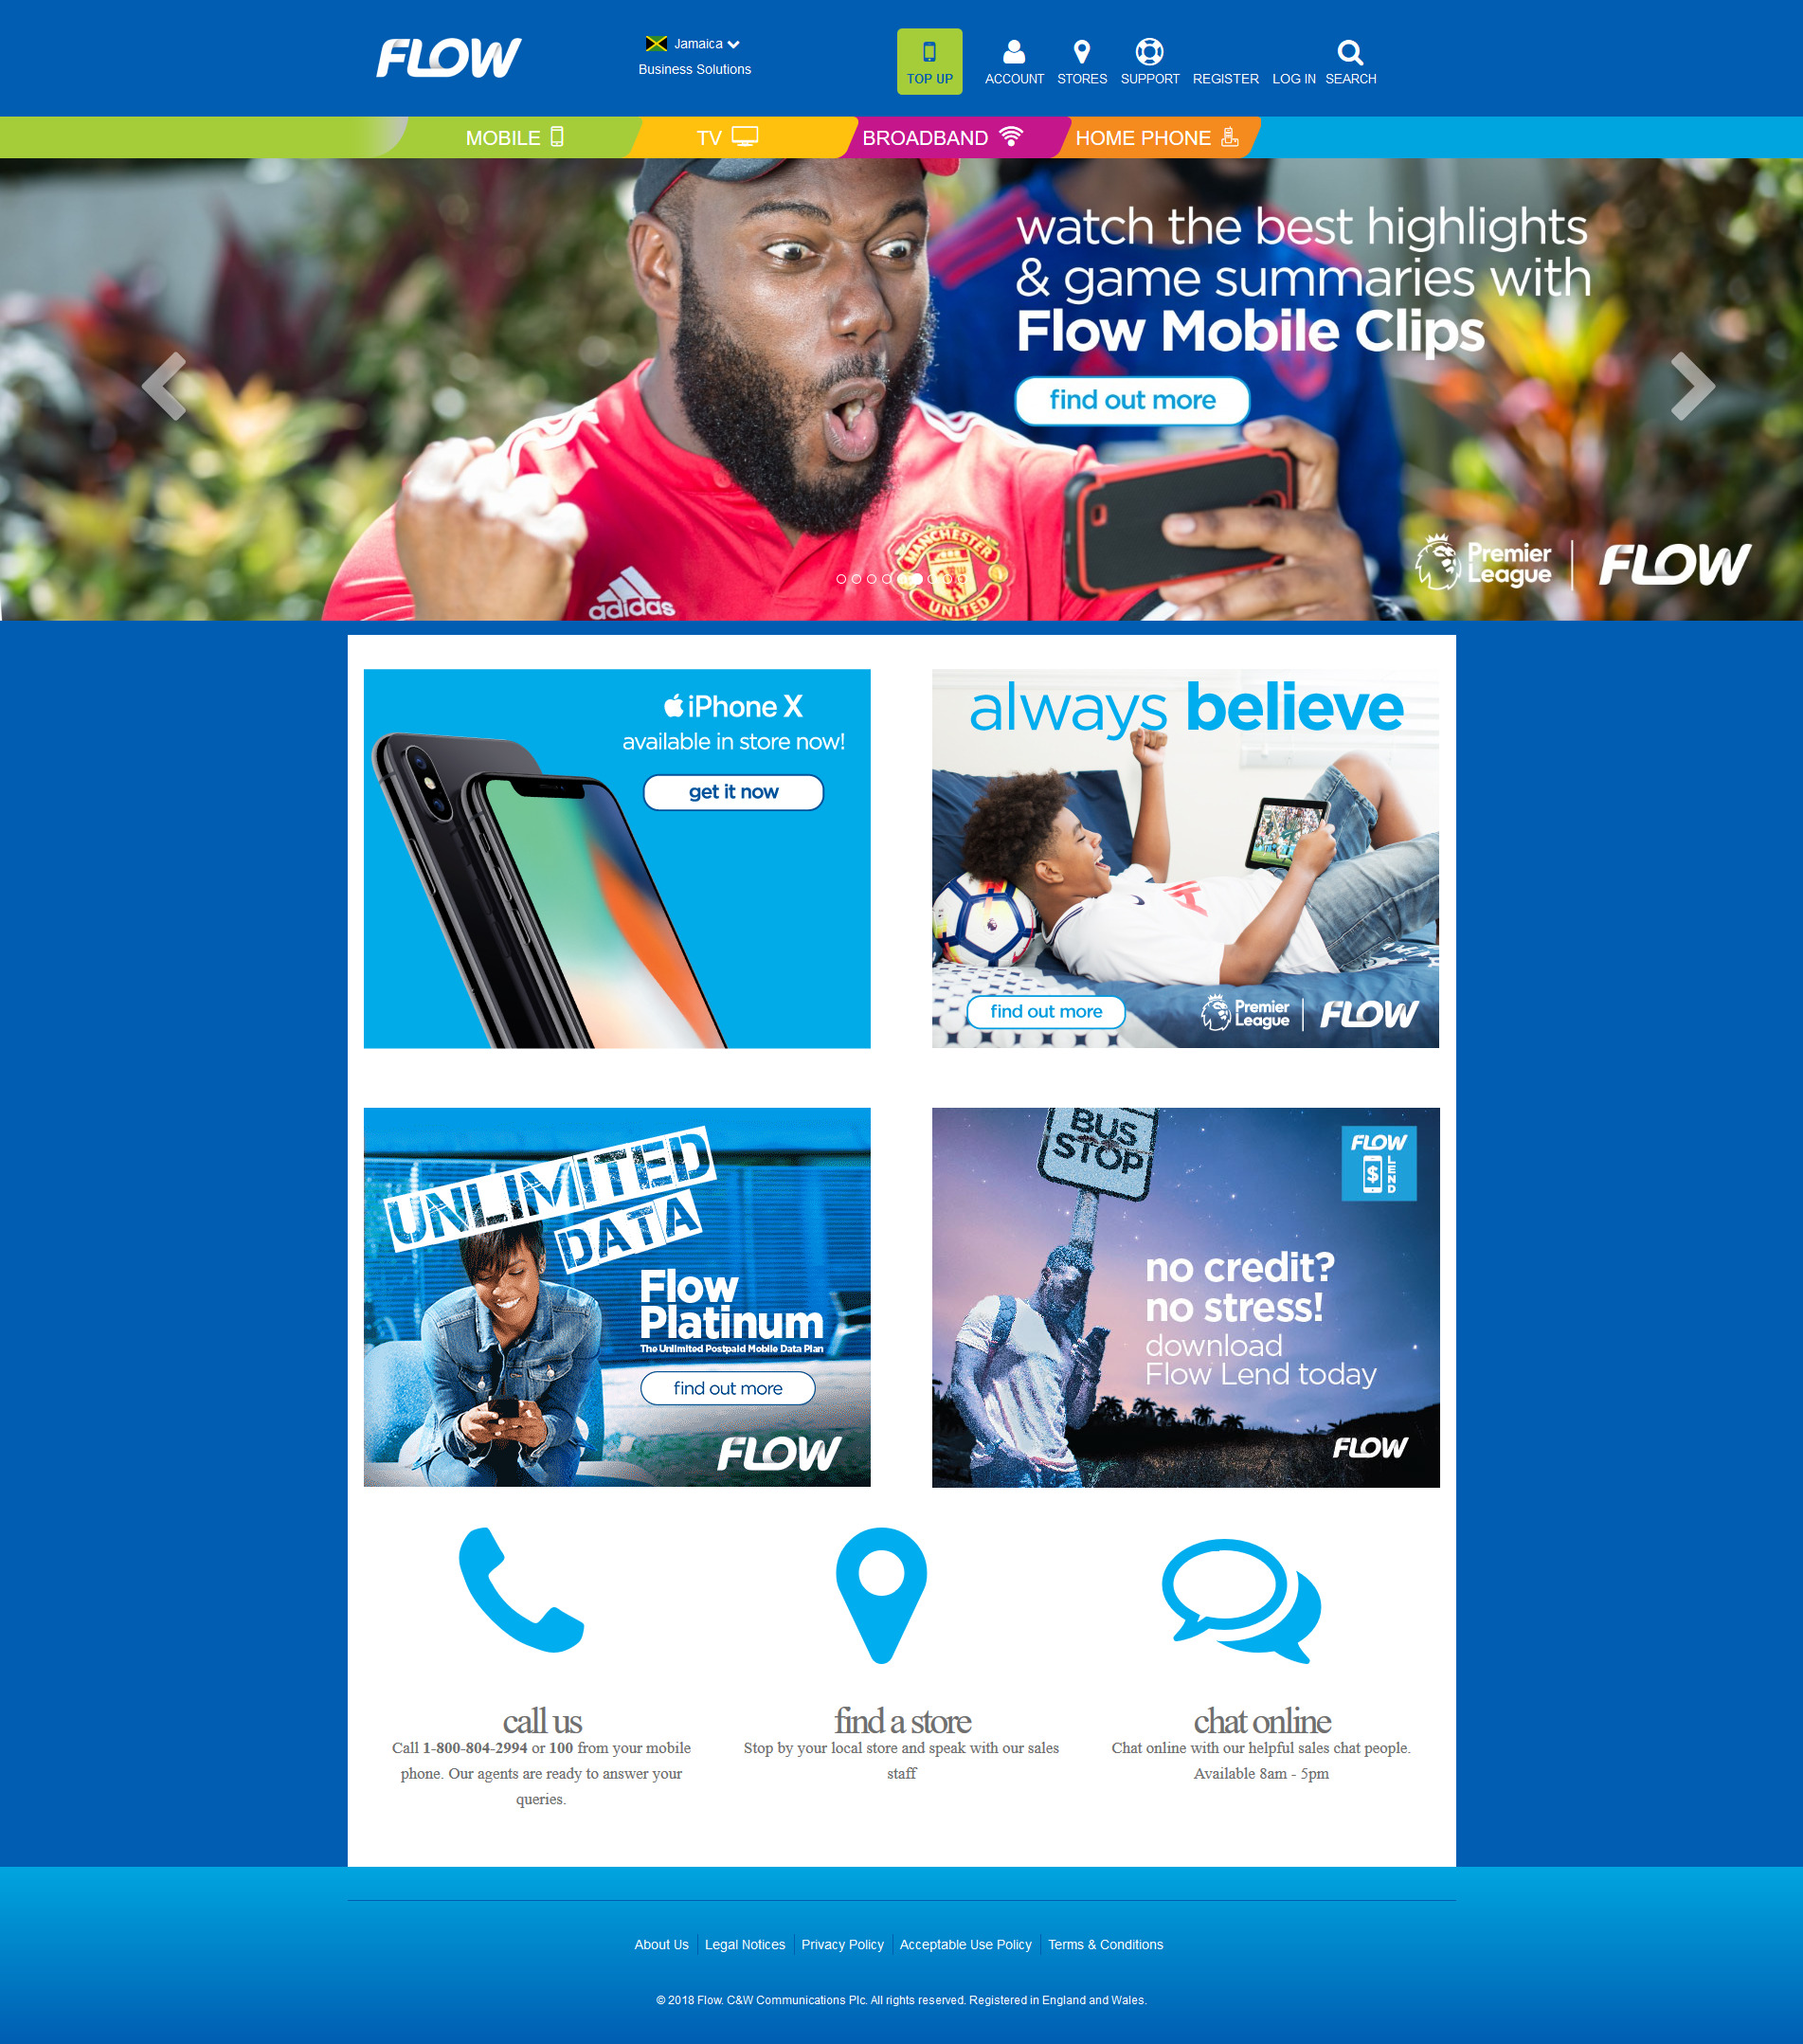 FLOW
Jamaica
Business Solutions
TOP UP
ACCOUNT
STORES
SUPPORT
REGISTER
LOG IN
SEARCH
MOBILE
TV
BROADBAND
HOME PHONE
watch the best highlights
& game summaries with
Flow Mobile Clips
find out more
adidas
MANCHESTER
UNITED
Premier
League
FLOW
iPhone X
available in store now!
get it now
always believe
find out more
Premier
League
FLOW
UNLIMITED
DATA
Flow
Platinum
The Unlimited Postpaid Mobile Data Plan
find out more
FLOW
BUS
STOP
FLOW
$
LEND
no credit?
no stress!
download
Flow Lend today
FLOW
call us
Call 1-800-804-2994 or 100 from your mobile
phone. Our agents are ready to answer your
queries.
find a store
Stop by your local store and speak with our sales
staff
chat online
Chat online with our helpful sales chat people.
Available 8am - 5pm
About Us
Legal Notices
Privacy Policy
Acceptable Use Policy
Terms & Conditions
© 2018 Flow. C&W Communications Plc. All rights reserved. Registered in England and Wales.